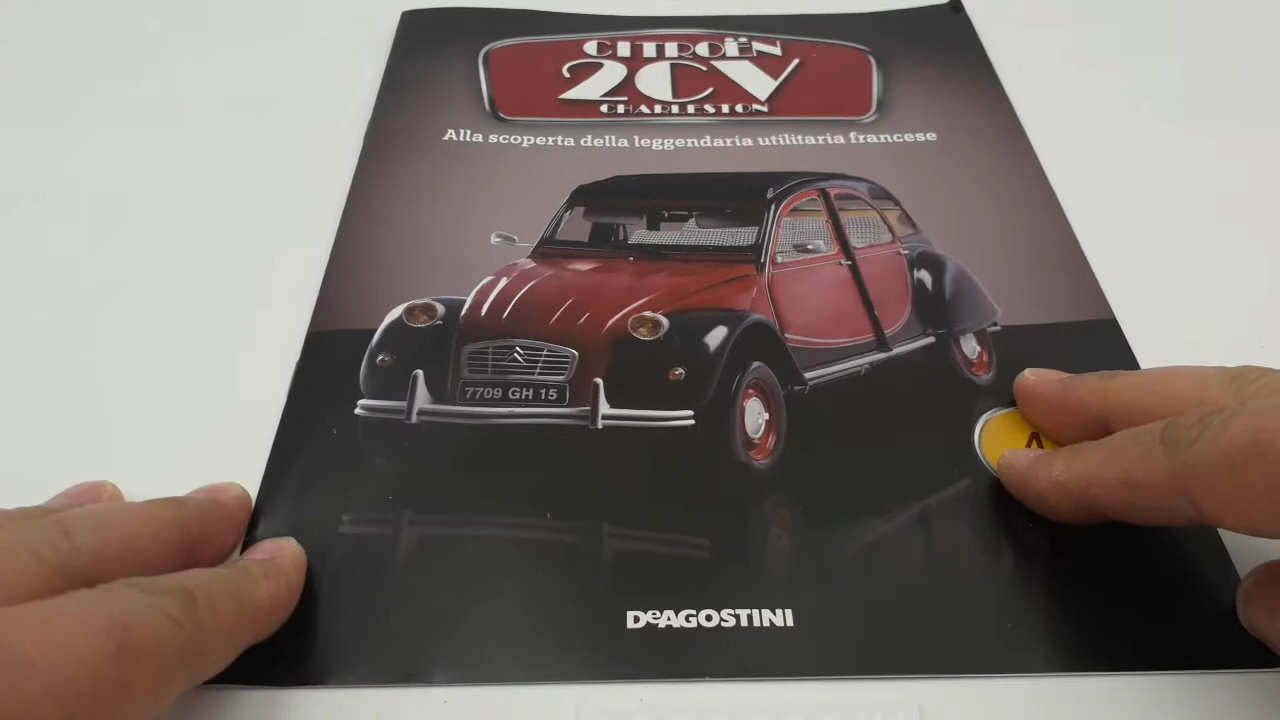 CITROËN
2CV
CHARLESTON
Alla scoperta della leggendaria utilitaria francese
7709 GH 15
DeAGOSTINI